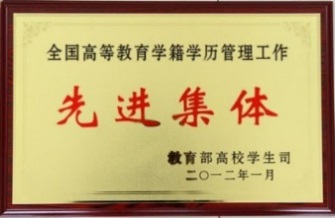 全国高等教育学籍学历管理工作
先进集体
教育部高校学生司
二〇一二年一月